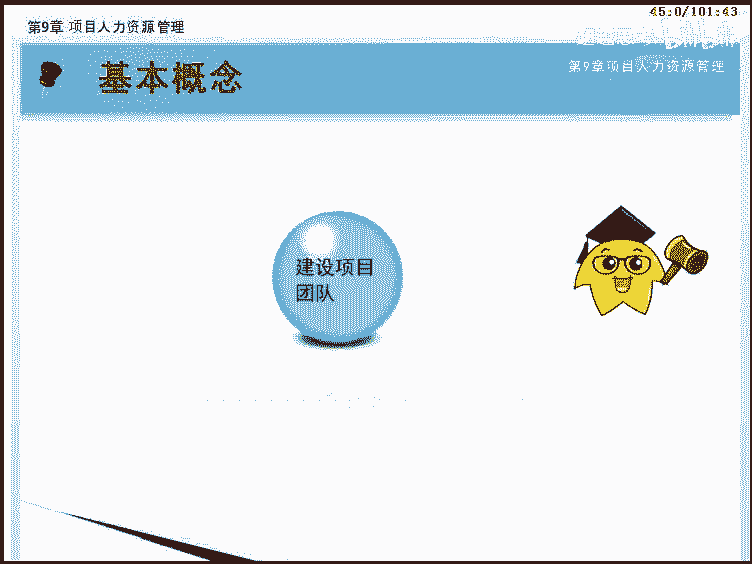 45:0/101:43
第9章 项目人力资源管理
基本概念
第9章项目人力资源管理
建设项目
团队